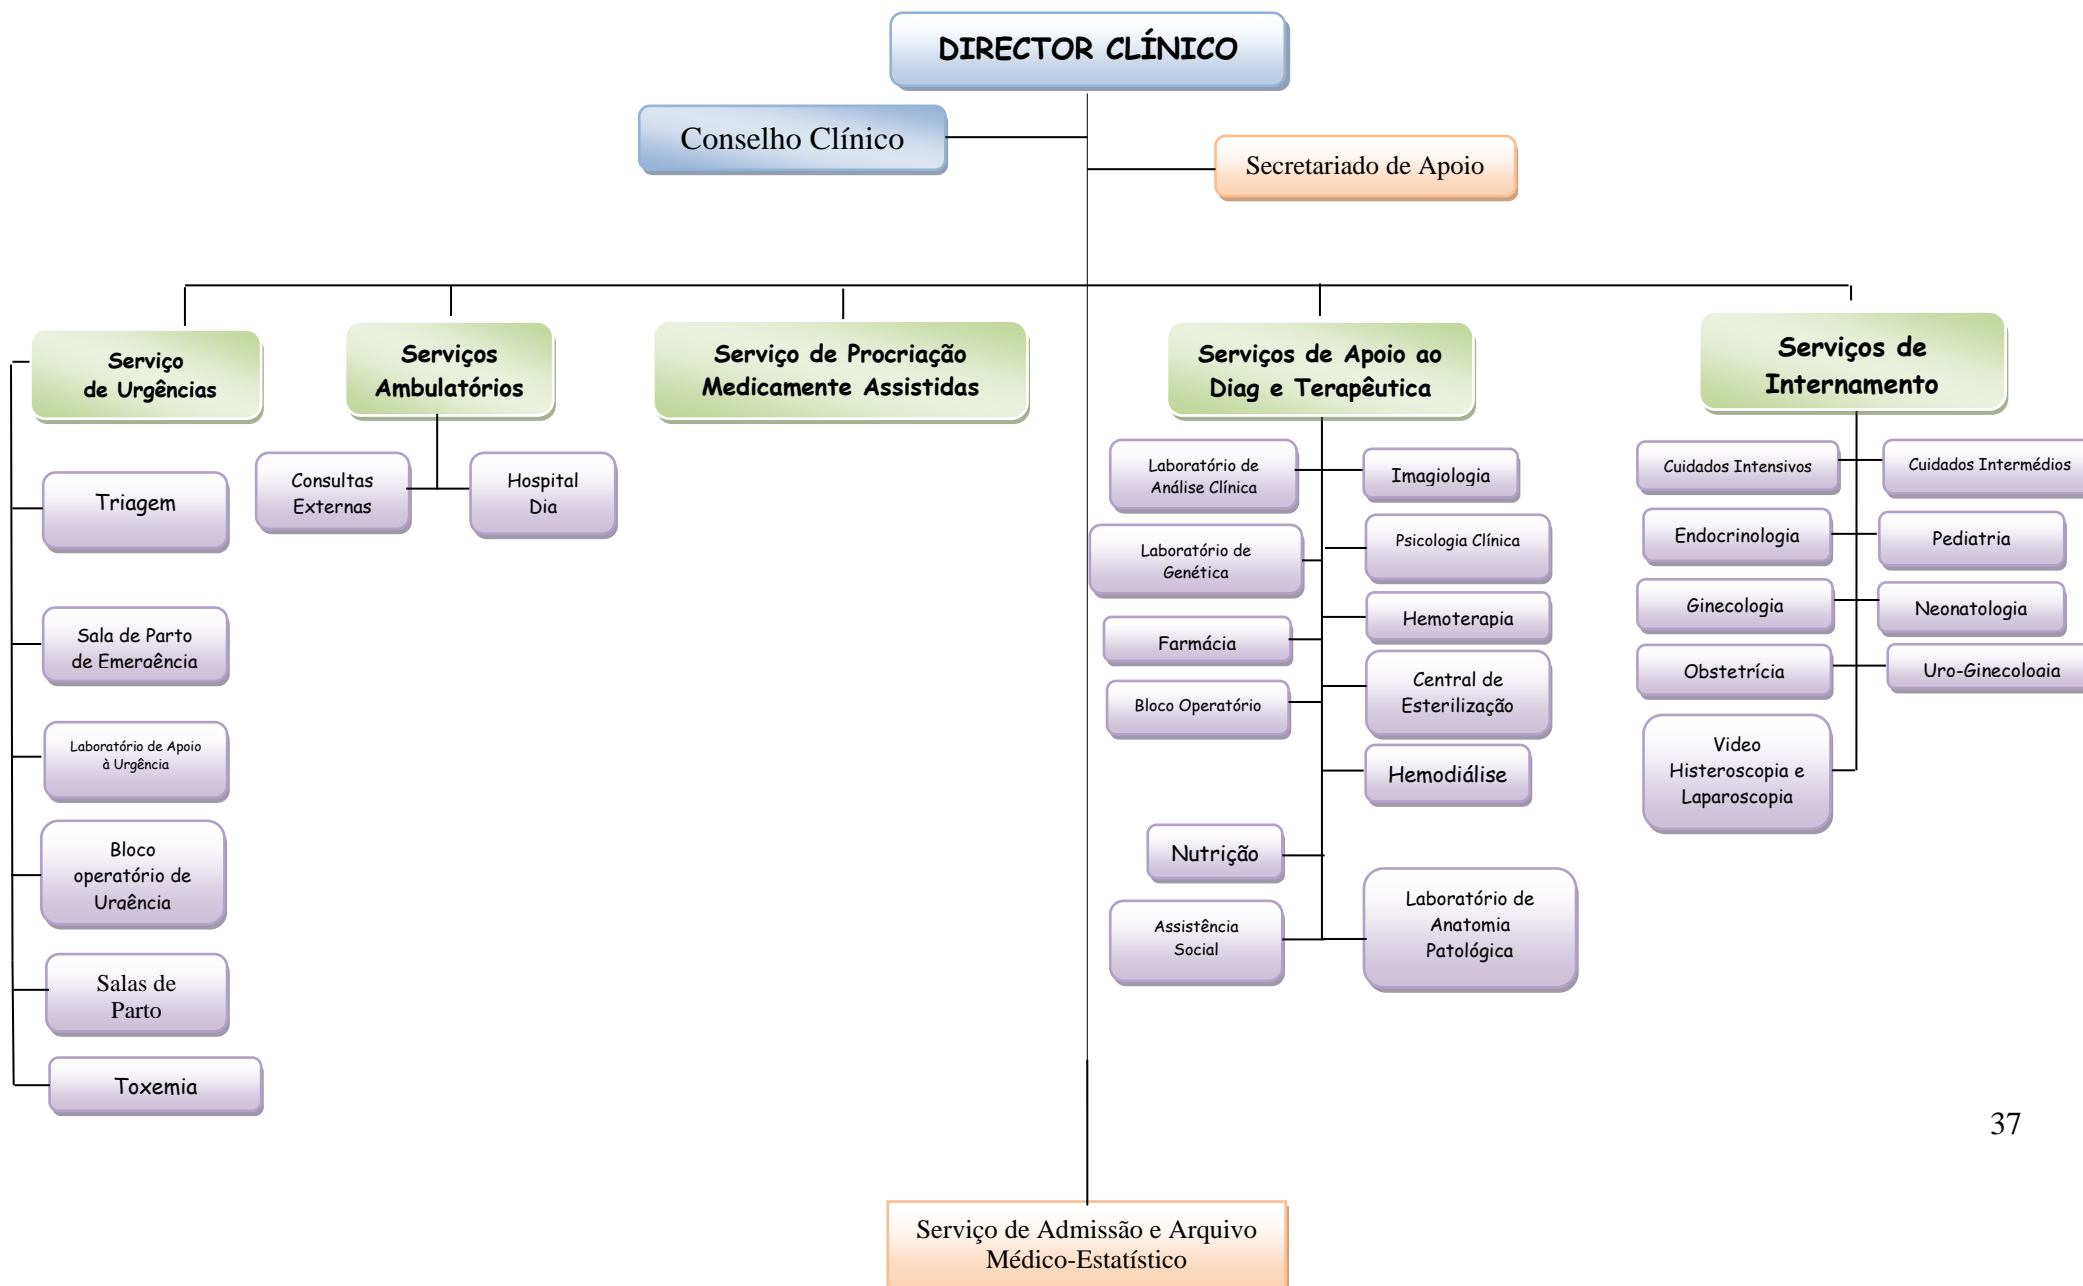 DIRECTOR CLÍNICO
Conselho Clínico
Secretariado de Apoio
Serviço
de Urgências
Serviços
Ambulatórios
Serviço de Procriação
Medicamente Assistidas
Serviços de Apoio ao
Diag e Terapêutica
Serviços de
Internamento
Triagem
Sala de Parto
de Emergência
Laboratório de Apoio
à Urgência
Bloco
operatório de
Urgência
Salas de
Parto
Toxemia
Consultas
Externas
Hospital
Dia
Laboratório de
Análise Clínica
Imagiologia
Laboratório de
Genética
Psicologia Clínica
Farmácia
Hemoterapia
Bloco Operatório
Central de
Esterilização
Hemodiálise
Nutrição
Assistência
Social
Laboratório de
Anatomia
Patológica
Cuidados Intensivos
Cuidados Intermédios
Endocrinologia
Pediatria
Ginecologia
Neonatologia
Obstetrícia
Uro-Ginecologia
Video
Histeroscopia e
Laparoscopia
37
Serviço de Admissão e Arquivo
Médico-Estatístico